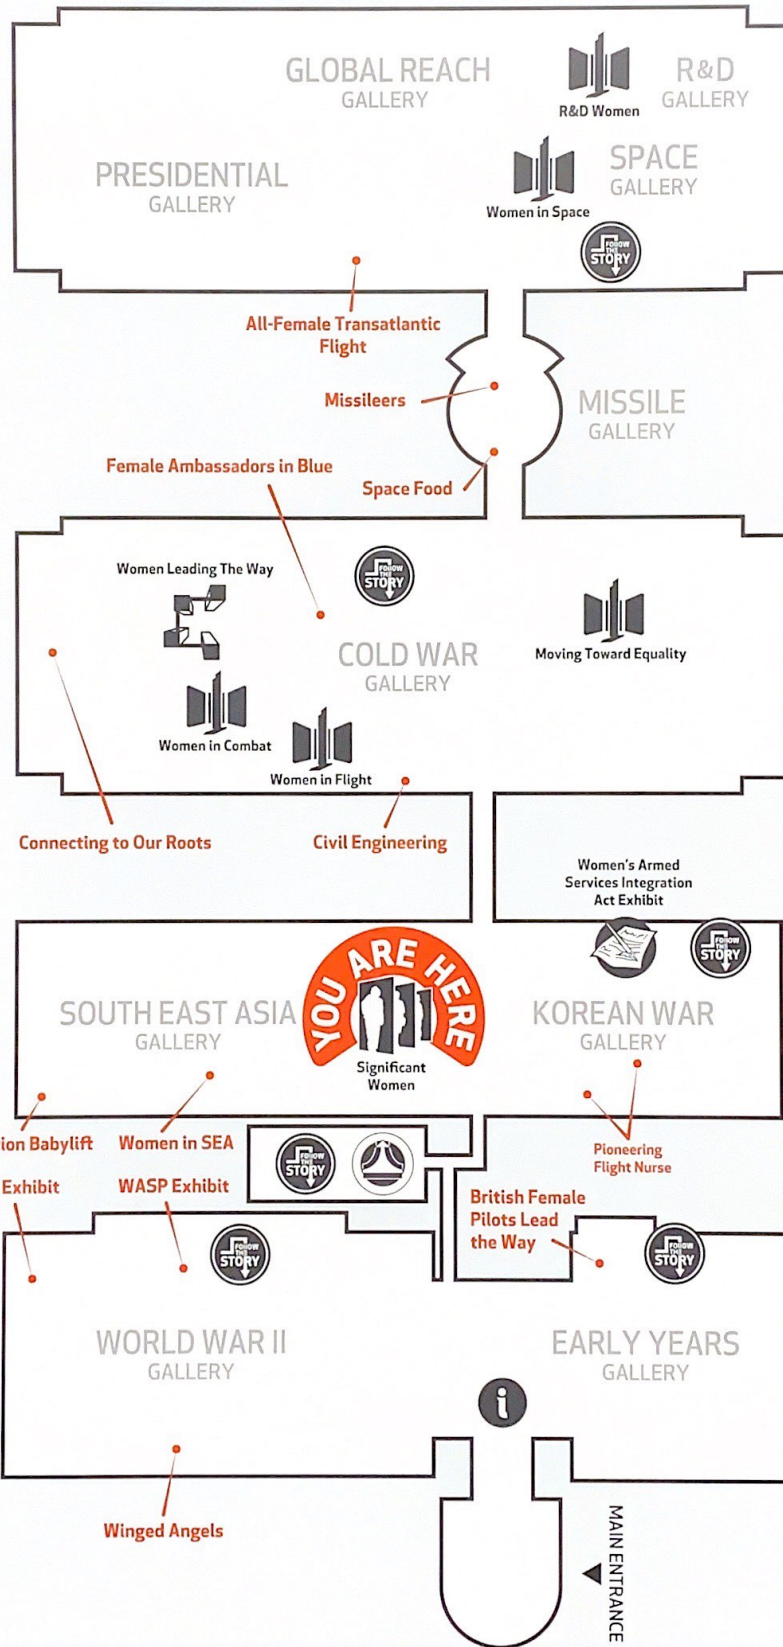 GLOBAL REACH
GALLERY
R&D
GALLERY
R&D Women
PRESIDENTIAL
GALLERY
SPACE
GALLERY
Women in Space
FOLLOW
THE
STORY
All-Female Transatlantic
Flight
Missileers
MISSILE
GALLERY
Female Ambassadors in Blue
Space Food
Women Leading The Way
FOLLOW
THE
STORY
COLD WAR
GALLERY
Moving Toward Equality
Women in Combat
Women in Flight
Connecting to Our Roots
Civil Engineering
Women's Armed
Services Integration
Act Exhibit
FOLLOW
THE
STORY
YOU ARE HERE
SOUTH EAST ASIA
GALLERY
KOREAN WAR
GALLERY
Significant
Women
ion Babylift
Women in SEA
FOLLOW
THE
STORY
Pioneering
Flight Nurse
Exhibit
WASP Exhibit
British Female
Pilots Lead
the Way
FOLLOW
THE
STORY
FOLLOW
THE
STORY
WORLD WAR II
GALLERY
EARLY YEARS
GALLERY
i
Winged Angels
MAIN ENTRANCE